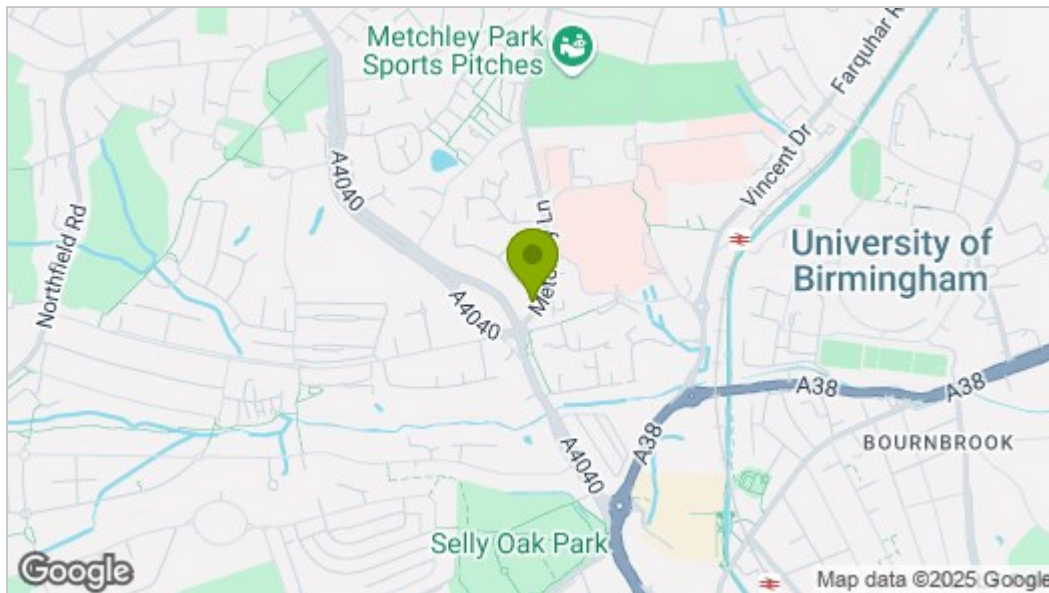 Metchley Park
Sports Pitches
Farquhar R
Vincent Dr
A4040
Northfield Rd
Ln
University of
Birmingham
A4040
A38
A38
BOURNBROOK
A38
A4040
Selly Oak Park
Google
Map data ©2025 Google